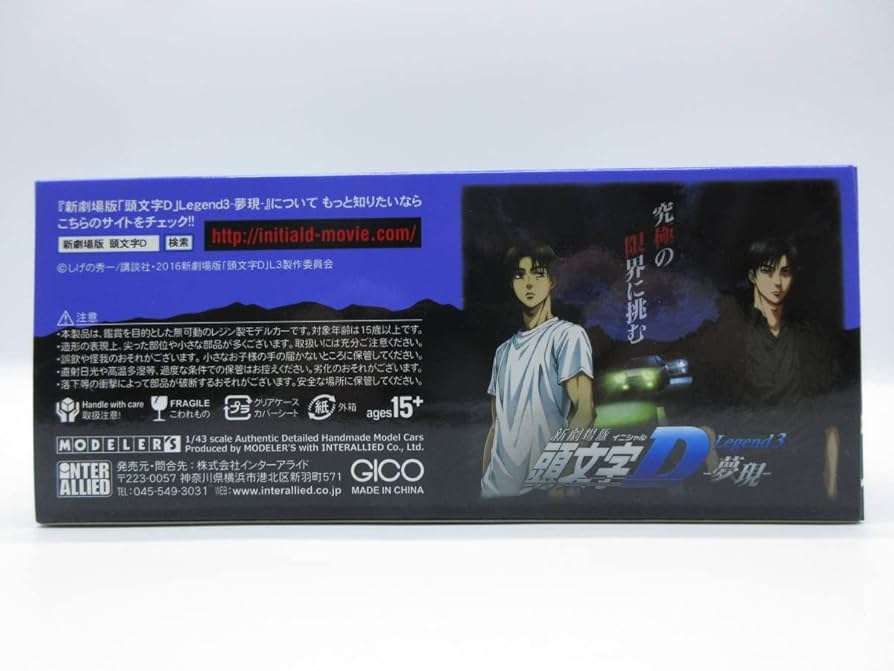 『新劇場版「頭文字D」Legend3-夢現-』について もっと知りたいなら
こちらのサイトをチェック!!
新劇場版 頭文字D 検索 http://initiald-movie.com/
©しげの秀一/講談社・2016新劇場版「頭文字D」L3製作委員会
⚠注意
・本製品は、鑑賞を目的とした無可動のレジン製モデルカーです。対象年齢は15歳以上です。
・造形の表現上、尖った部位や小さな部品が多くございます。取扱いには充分ご注意ください。
・誤飲や怪我のおそれがございます。小さなお子様の手の届かないところに保管してください。
・直射日光や高温多湿等、過度な条件での保管はお控えください。劣化のおそれがございます。
・落下等の衝撃によって部品が破断するおそれがございます。安全な場所に保管してください。
Handle with care
取扱注意!
FRAGILE
こわれもの
プラ
クリアケース
カバーシート
紙
外箱
ages15+
MODELER'S
1/43 scale Authentic Detailed Handmade Model Cars
Produced by MODELER'S with INTERALLIED Co., Ltd.
INTER
ALLIED
発売元・問合先:株式会社インターアライド
〒223-0057 神奈川県横浜市港北区新羽町571
TEL:045-549-3031 WEB:www.interallied.co.jp
GICO
MADE IN CHINA
究極の
限界に挑む
新劇場版 イニシャル
頭文字D
Legend3
-夢現-